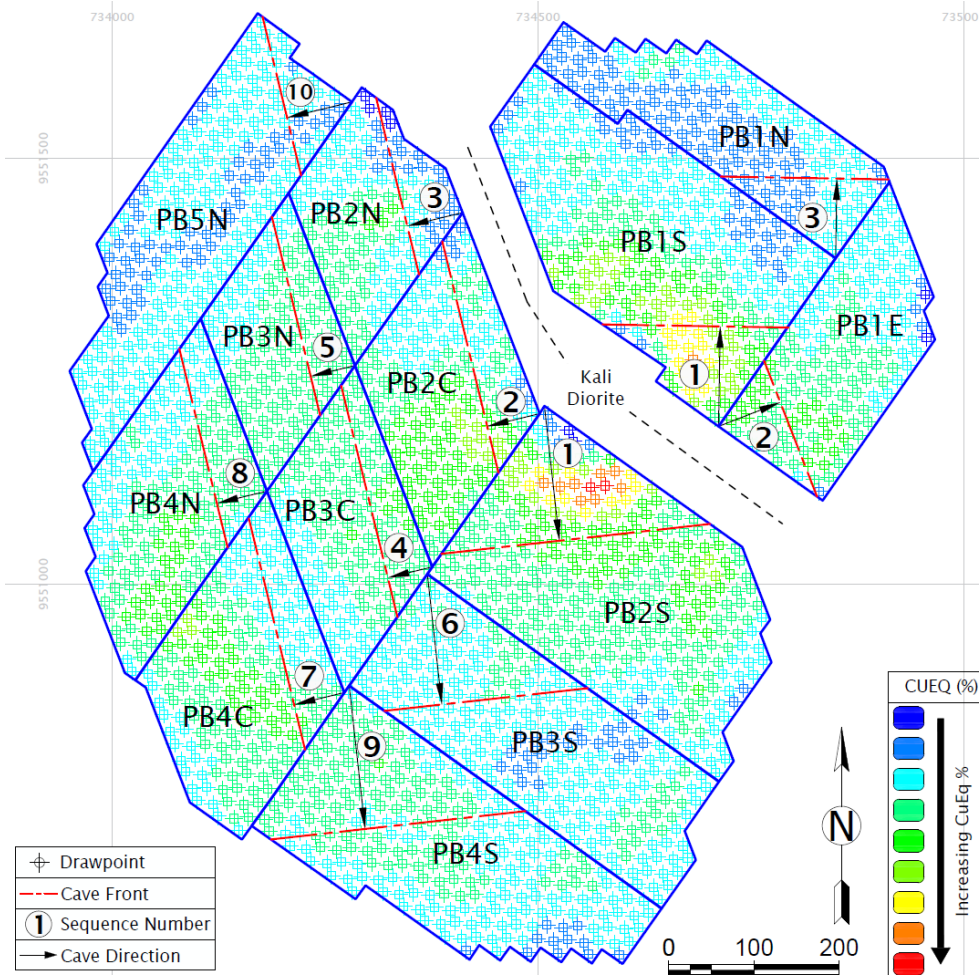 734000
734500
73500
9551500
9551000
10
PB1N
PB5N
PB2N
3
3
PB1S
PB3N
5
PB1E
PB2C
Kali
Diorite
1
2
2
1
8
PB4N
PB3C
4
PB2S
6
7
PB4C
9
PB3S
PB4S
CUEQ (%)
Increasing CuEq %
N
Drawpoint
Cave Front
1 Sequence Number
Cave Direction
0 100 200